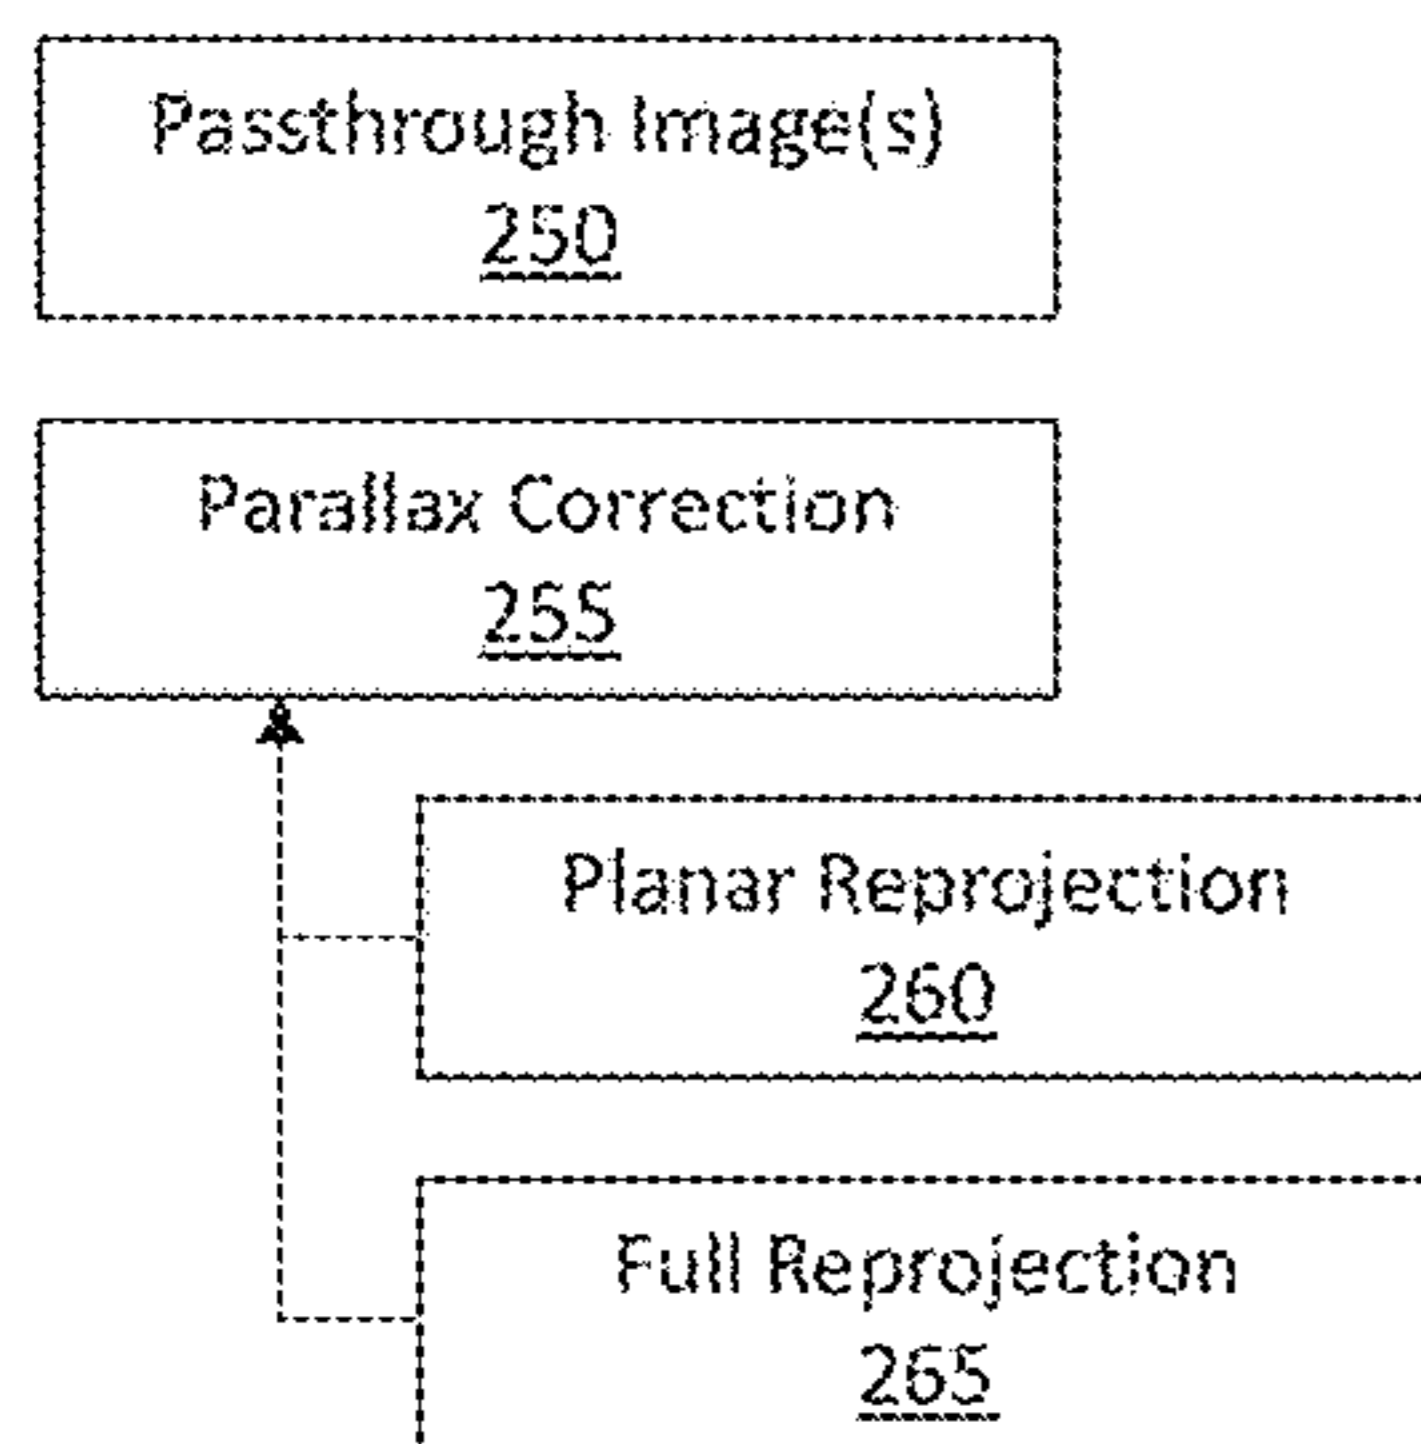 Passthrough Image(s)
250
Parallax Correction
255
Planar Reprojection
260
Full Reprojection
265